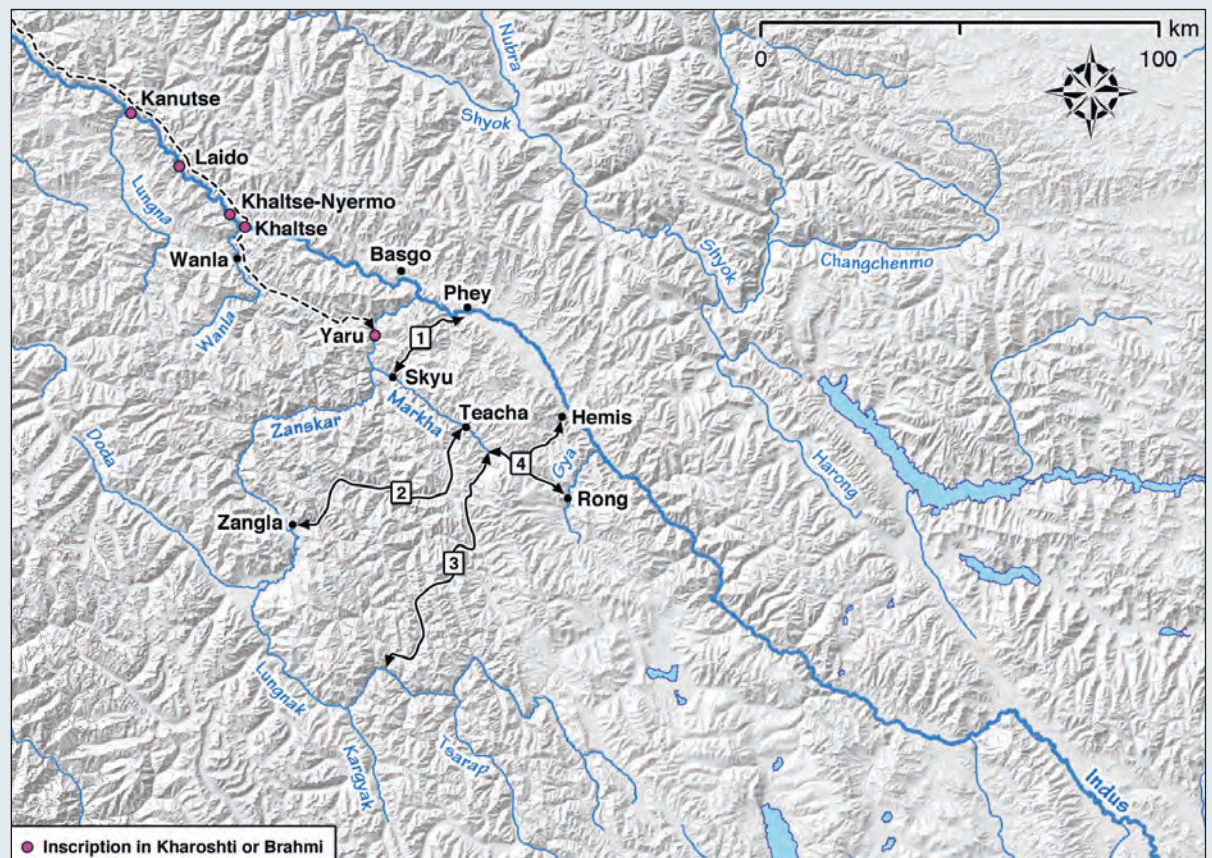 Nubra
km
0 100
Shyok
Kanutse
Laido
Lungna
Khaltse-Nyermo
Khaltse
Shyok
Wanla
Basgo
Changchenmo
Phey
Wanla
Yaru
1
Skyu
Markha
Teacha
Hemis
Zanskar
Doda
4
Gya
Harong
2
Rong
Zangla
3
Lungnak
Tsarap
Kargyak
Indus
Inscription in Kharoshti or Brahmi